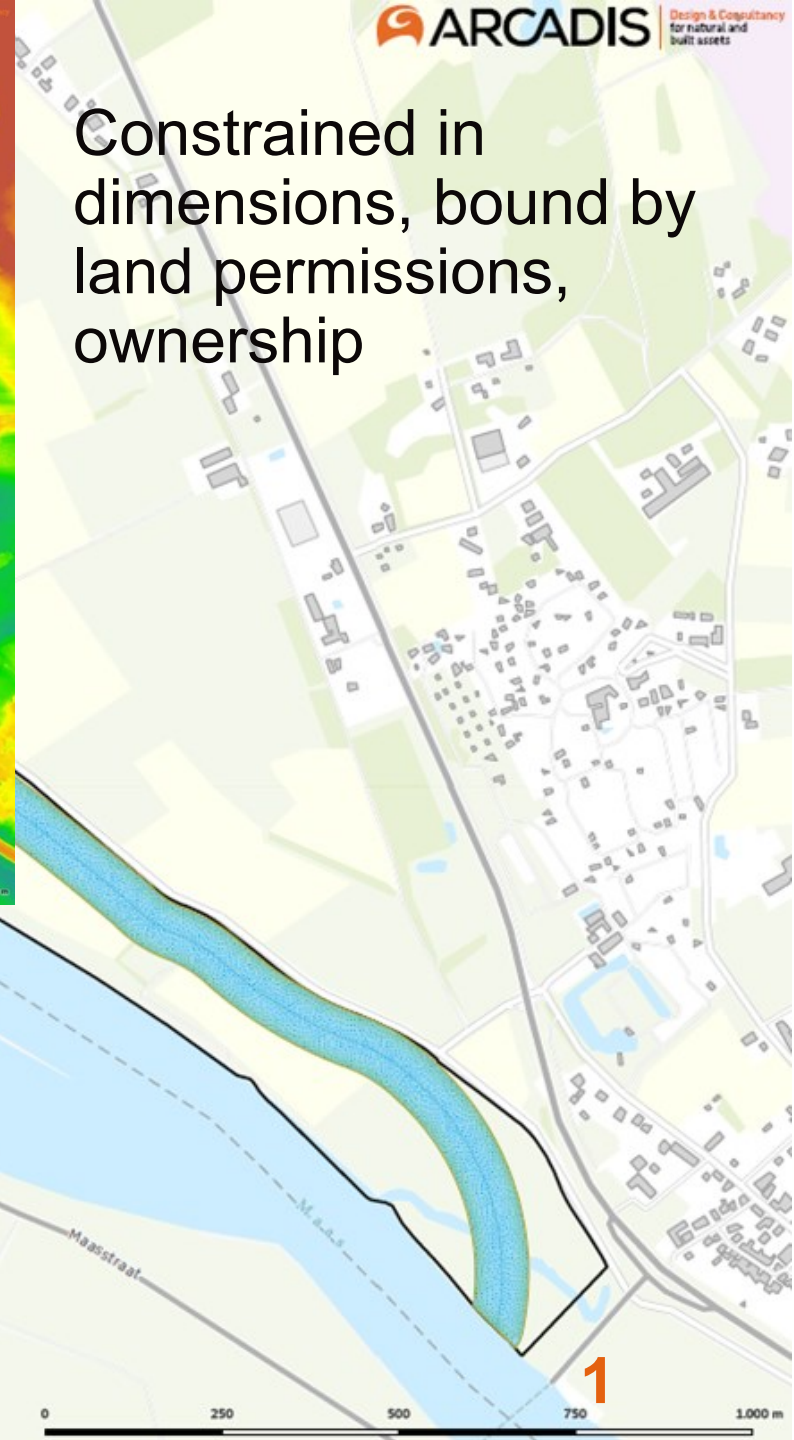 ARCADIS
Design & Consultancy
for natural and
built assets
Constrained in
dimensions, bound by
land permissions,
ownership
Maas
Maasstraat
1
0 250 500 750 1.000 m
m